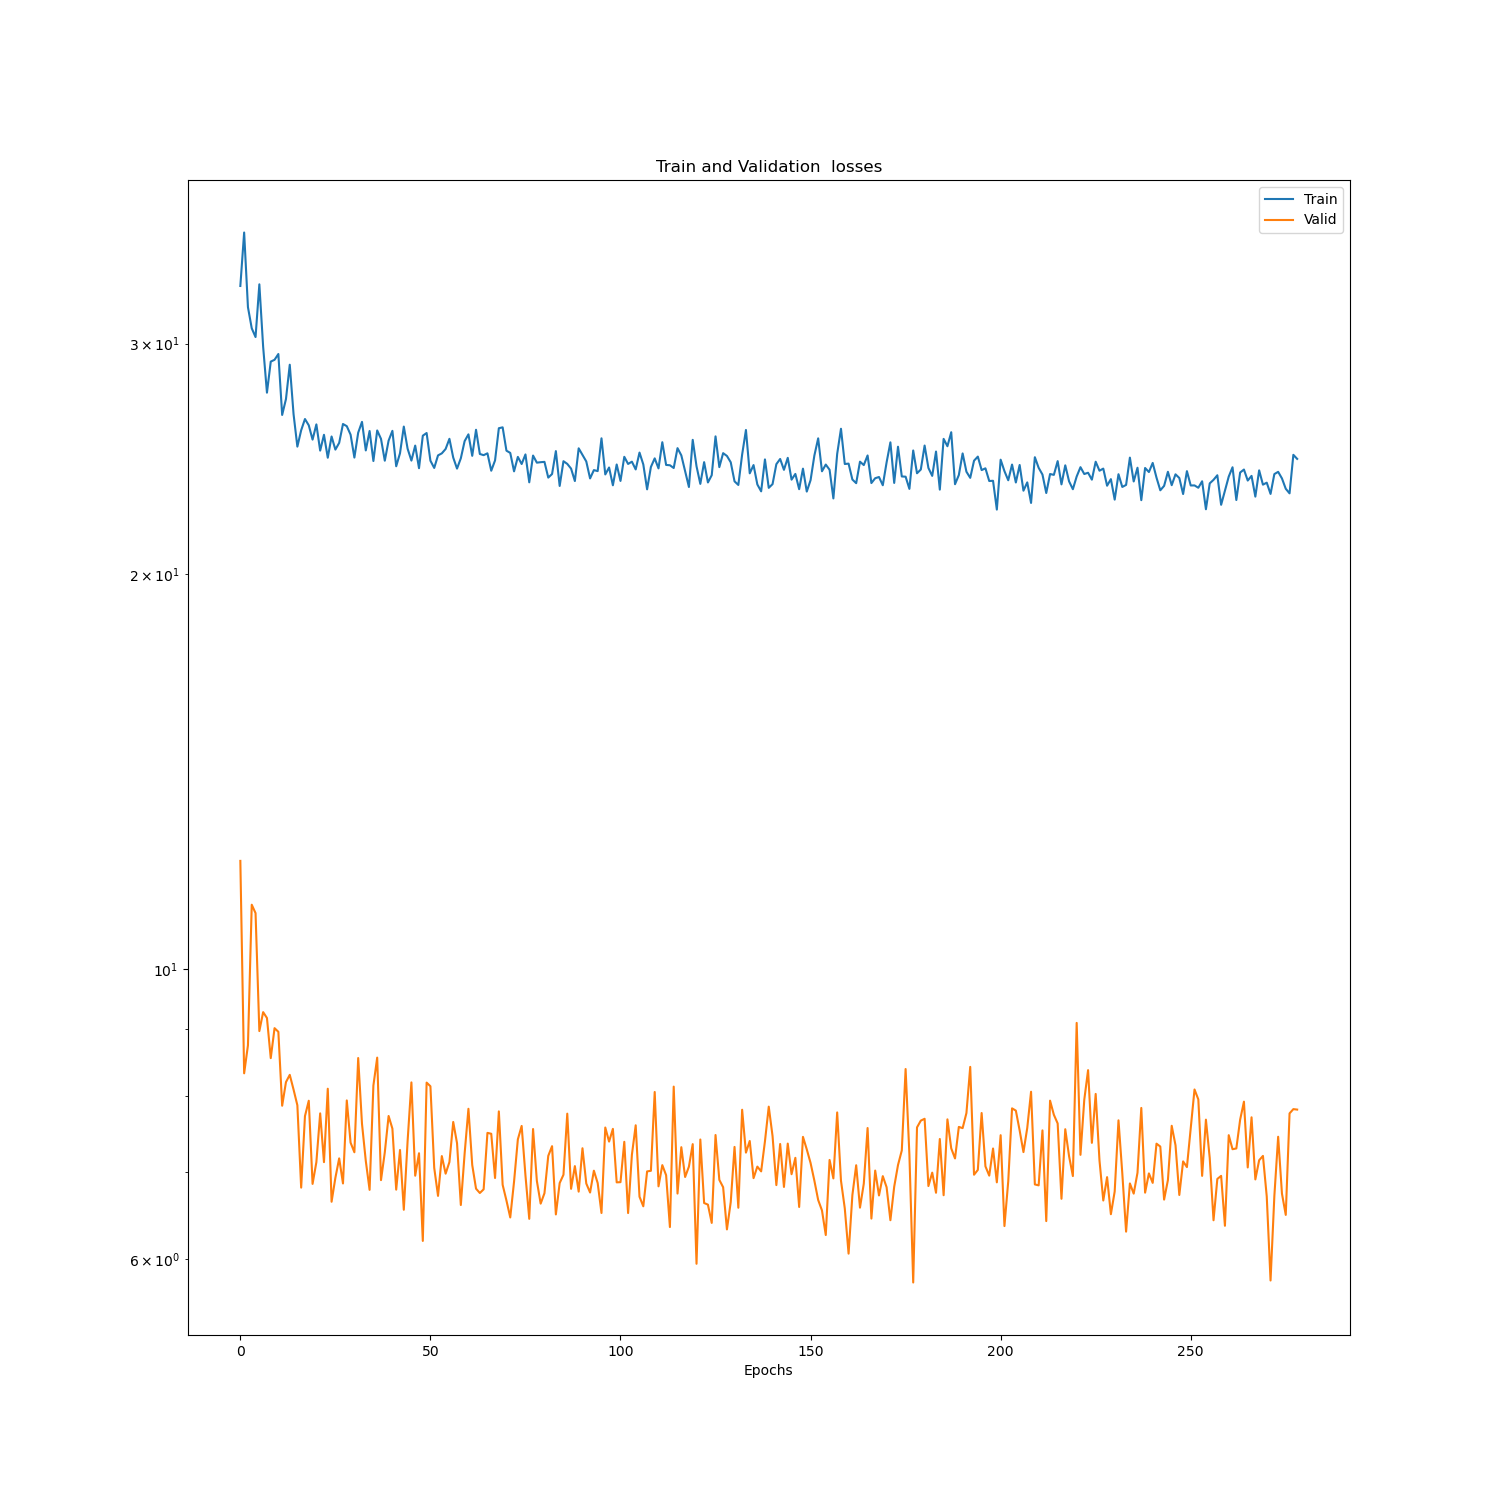 Train and Validation  losses
Train
Valid
3 × 10¹
2 × 10¹
10¹
6 × 10⁰
0 50 100 150 200 250
Epochs